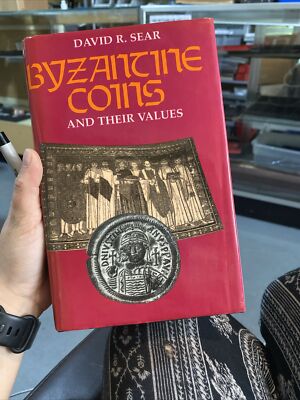 DAVID R. SEAR
BYZANTINE
COINS
AND THEIR VALUES